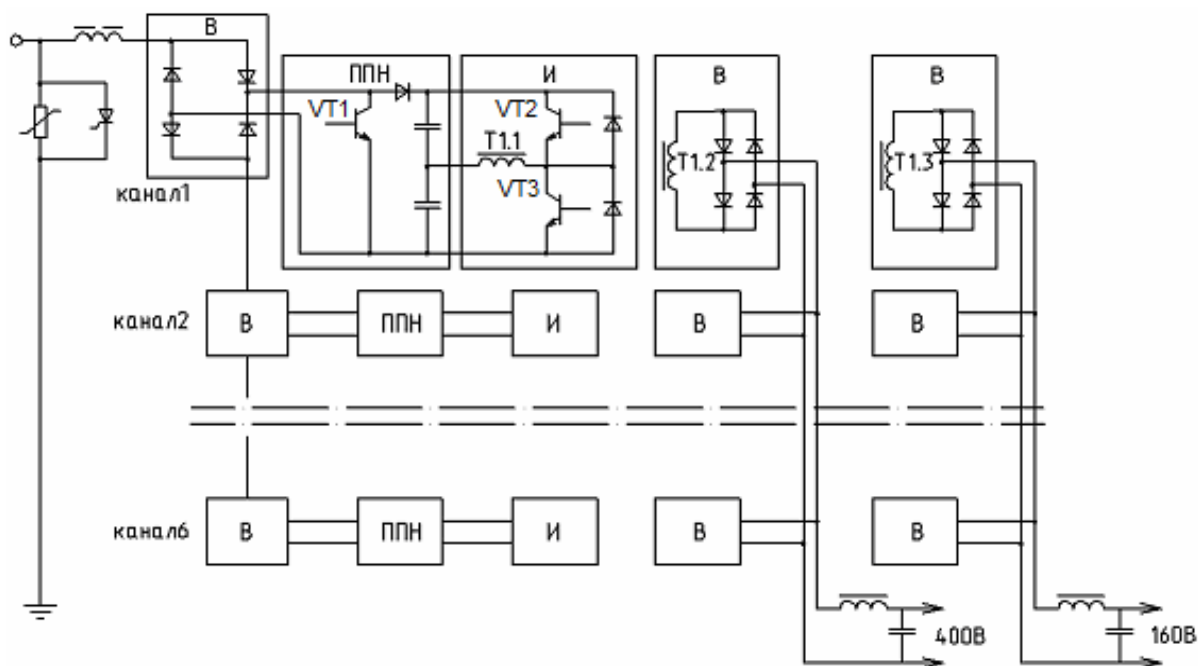 В
ППН
И
В
В
VT1
VT2
T1.1
T1.2
T1.3
VT3
канал1
канал2
В
ППН
И
В
В
канал6
В
ППН
И
В
В
400В
160В